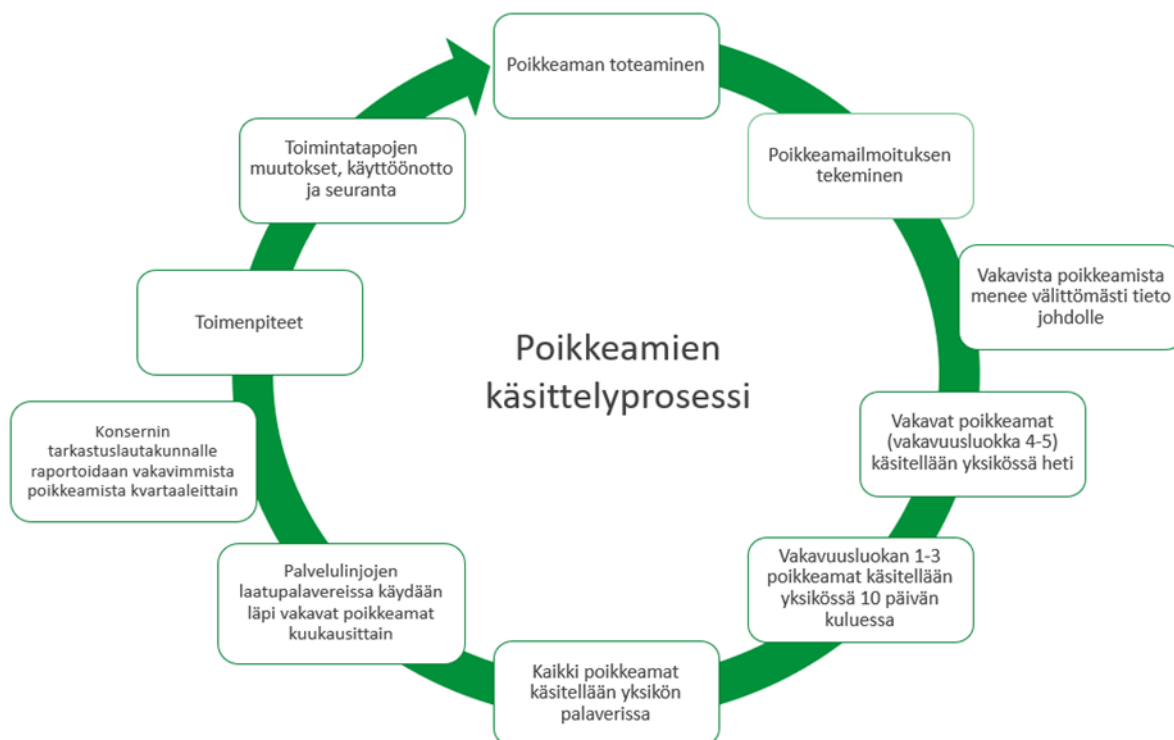 Poikkeaman toteaminen
Poikkeamailmoituksen
tekeminen
Vakavista poikkeamista
menee välittömästi tieto
johdolle
Vakavat poikkeamat
(vakavuusluokka 4-5)
käsitellään yksikössä heti
Vakavuusluokan 1-3
poikkeamat käsitellään
yksikössä 10 päivän
kuluessa
Kaikki poikkeamat
käsitellään yksikön
palaverissa
Palvelulinjojen
laatupalavereissa käydään
läpi vakavat poikkeamat
kuukausittain
Konsernin
tarkastuslautakunnalle
raportoidaan vakavimmista
poikkeamista kvartaaleittain
Toimenpiteet
Toimintatapojen
muutokset, käyttöönotto
ja seuranta
Poikkeamien
käsittelyprosessi